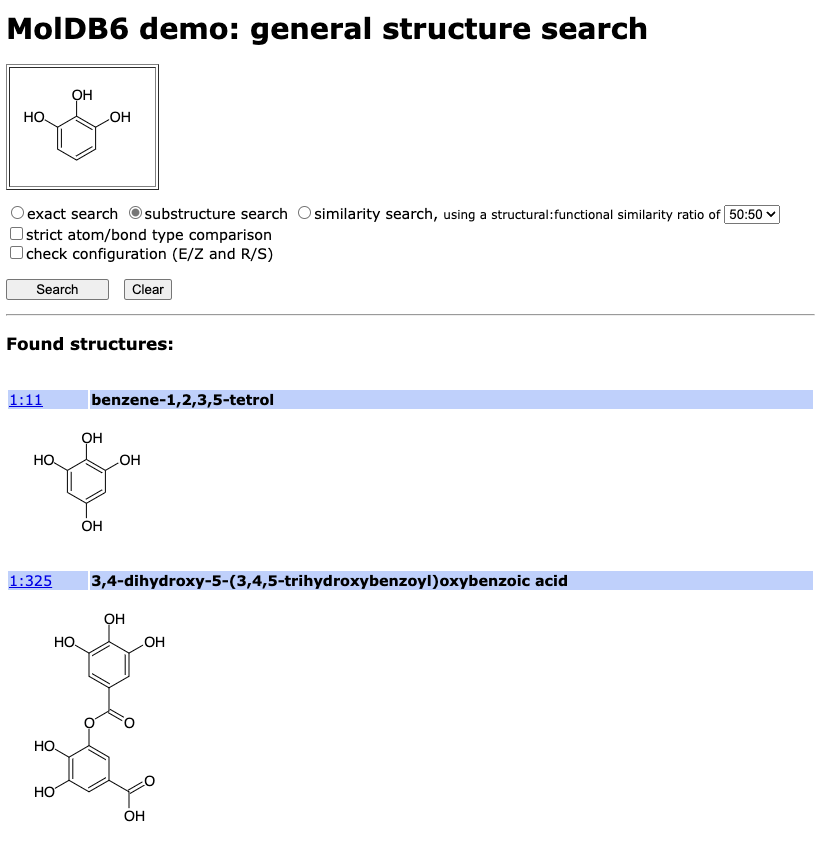 MolDB6 demo: general structure search
OH
HO
OH
exact search substructure search similarity search, using a structural:functional similarity ratio of 50:50
strict atom/bond type comparison
check configuration (E/Z and R/S)
Search Clear
Found structures:
1:11 benzene-1,2,3,5-tetrol
OH
HO OH
OH
1:325 3,4-dihydroxy-5-(3,4,5-trihydroxybenzoyl)oxybenzoic acid
OH
HO OH
O O
HO
HO O
OH